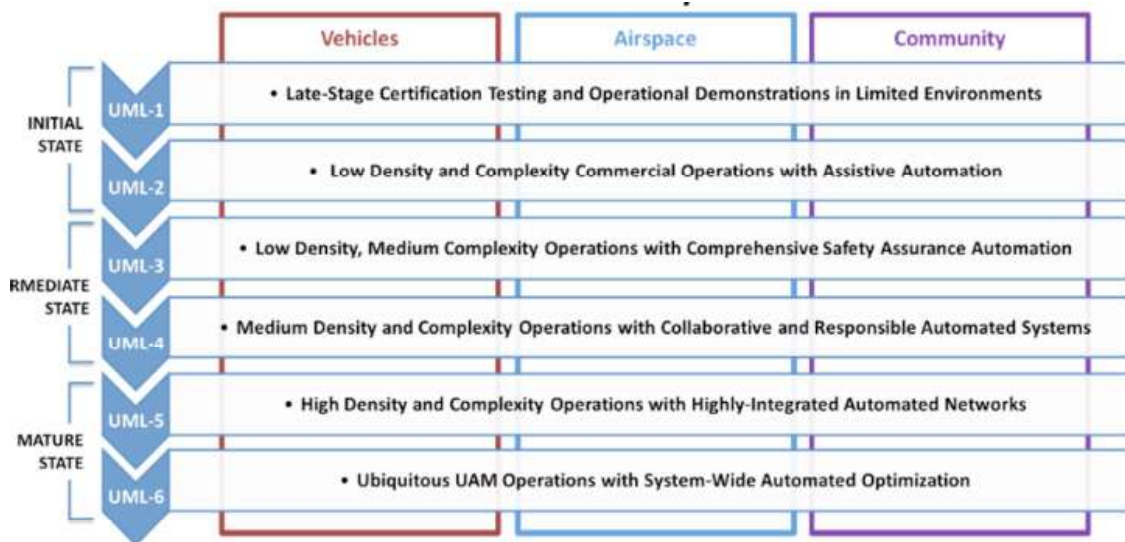 Vehicles
Airspace
Community
INITIAL
STATE
UML-1
• Late-Stage Certification Testing and Operational Demonstrations in Limited Environments
UML-2
• Low Density and Complexity Commercial Operations with Assistive Automation
RMEDIATE
STATE
UML-3
• Low Density, Medium Complexity Operations with Comprehensive Safety Assurance Automation
UML-4
• Medium Density and Complexity Operations with Collaborative and Responsible Automated Systems
MATURE
STATE
UML-5
• High Density and Complexity Operations with Highly-Integrated Automated Networks
UML-6
• Ubiquitous UAM Operations with System-Wide Automated Optimization